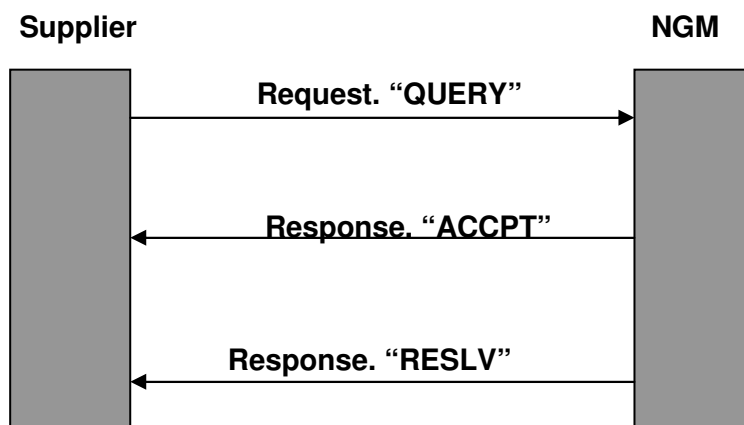 Supplier
NGM
Request. “QUERY”
Response. “ACCPT”
Response. “RESLV”